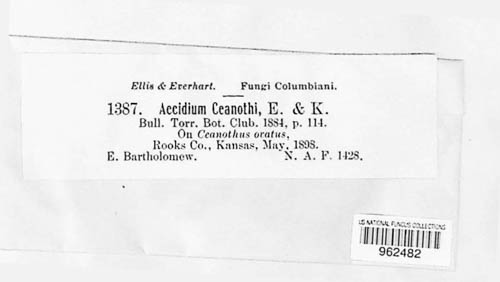 Ellis & Everhart. — Fungi Columbiani.
1387. Aecidium Ceanothi, E. & K.
Bull. Torr. Bot. Club. 1884, p. 114.
On Ceanothus ovatus,
Rooks Co., Kansas, May, 1898.
E. Bartholomew. N. A. F. 1428.
US NATIONAL FUNGUS COLLECTIONS
962482